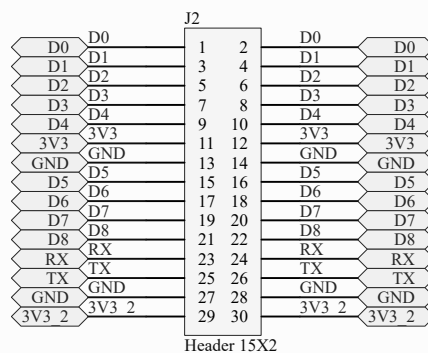 J2
D0 D0 1 2 D0 D0
D1 D1 3 4 D1 D1
D2 D2 5 6 D2 D2
D3 D3 7 8 D3 D3
D4 D4 9 10 D4 D4
3V3 3V3 11 12 3V3 3V3
GND GND 13 14 GND GND
D5 D5 15 16 D5 D5
D6 D6 17 18 D6 D6
D7 D7 19 20 D7 D7
D8 D8 21 22 D8 D8
RX RX 23 24 RX RX
TX TX 25 26 TX TX
GND GND 27 28 GND GND
3V3_2 3V3_2 29 30 3V3_2 3V3_2
Header 15X2